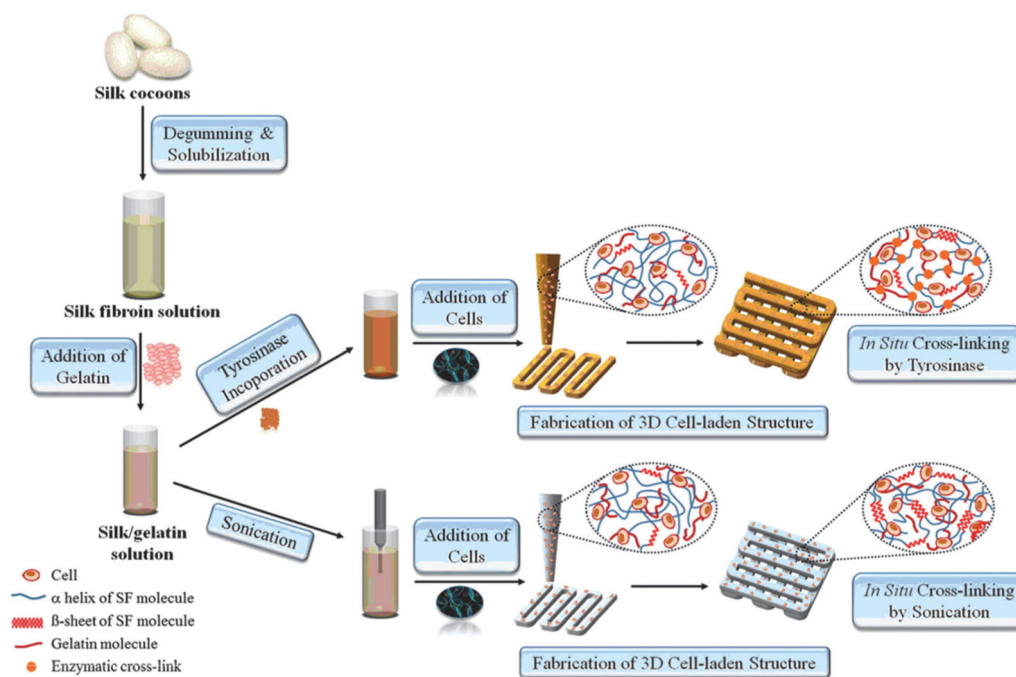 Silk cocoons
Degumming &
Solubilization
Silk fibroin solution
Addition of
Gelatin
Silk/gelatin
solution
Tyrosinase
Incoporation
Addition of
Cells
Fabrication of 3D Cell-laden Structure
In Situ Cross-linking
by Tyrosinase
Sonication
Addition of
Cells
Fabrication of 3D Cell-laden Structure
In Situ Cross-linking
by Sonication
Cell
α helix of SF molecule
ß-sheet of SF molecule
Gelatin molecule
Enzymatic cross-link